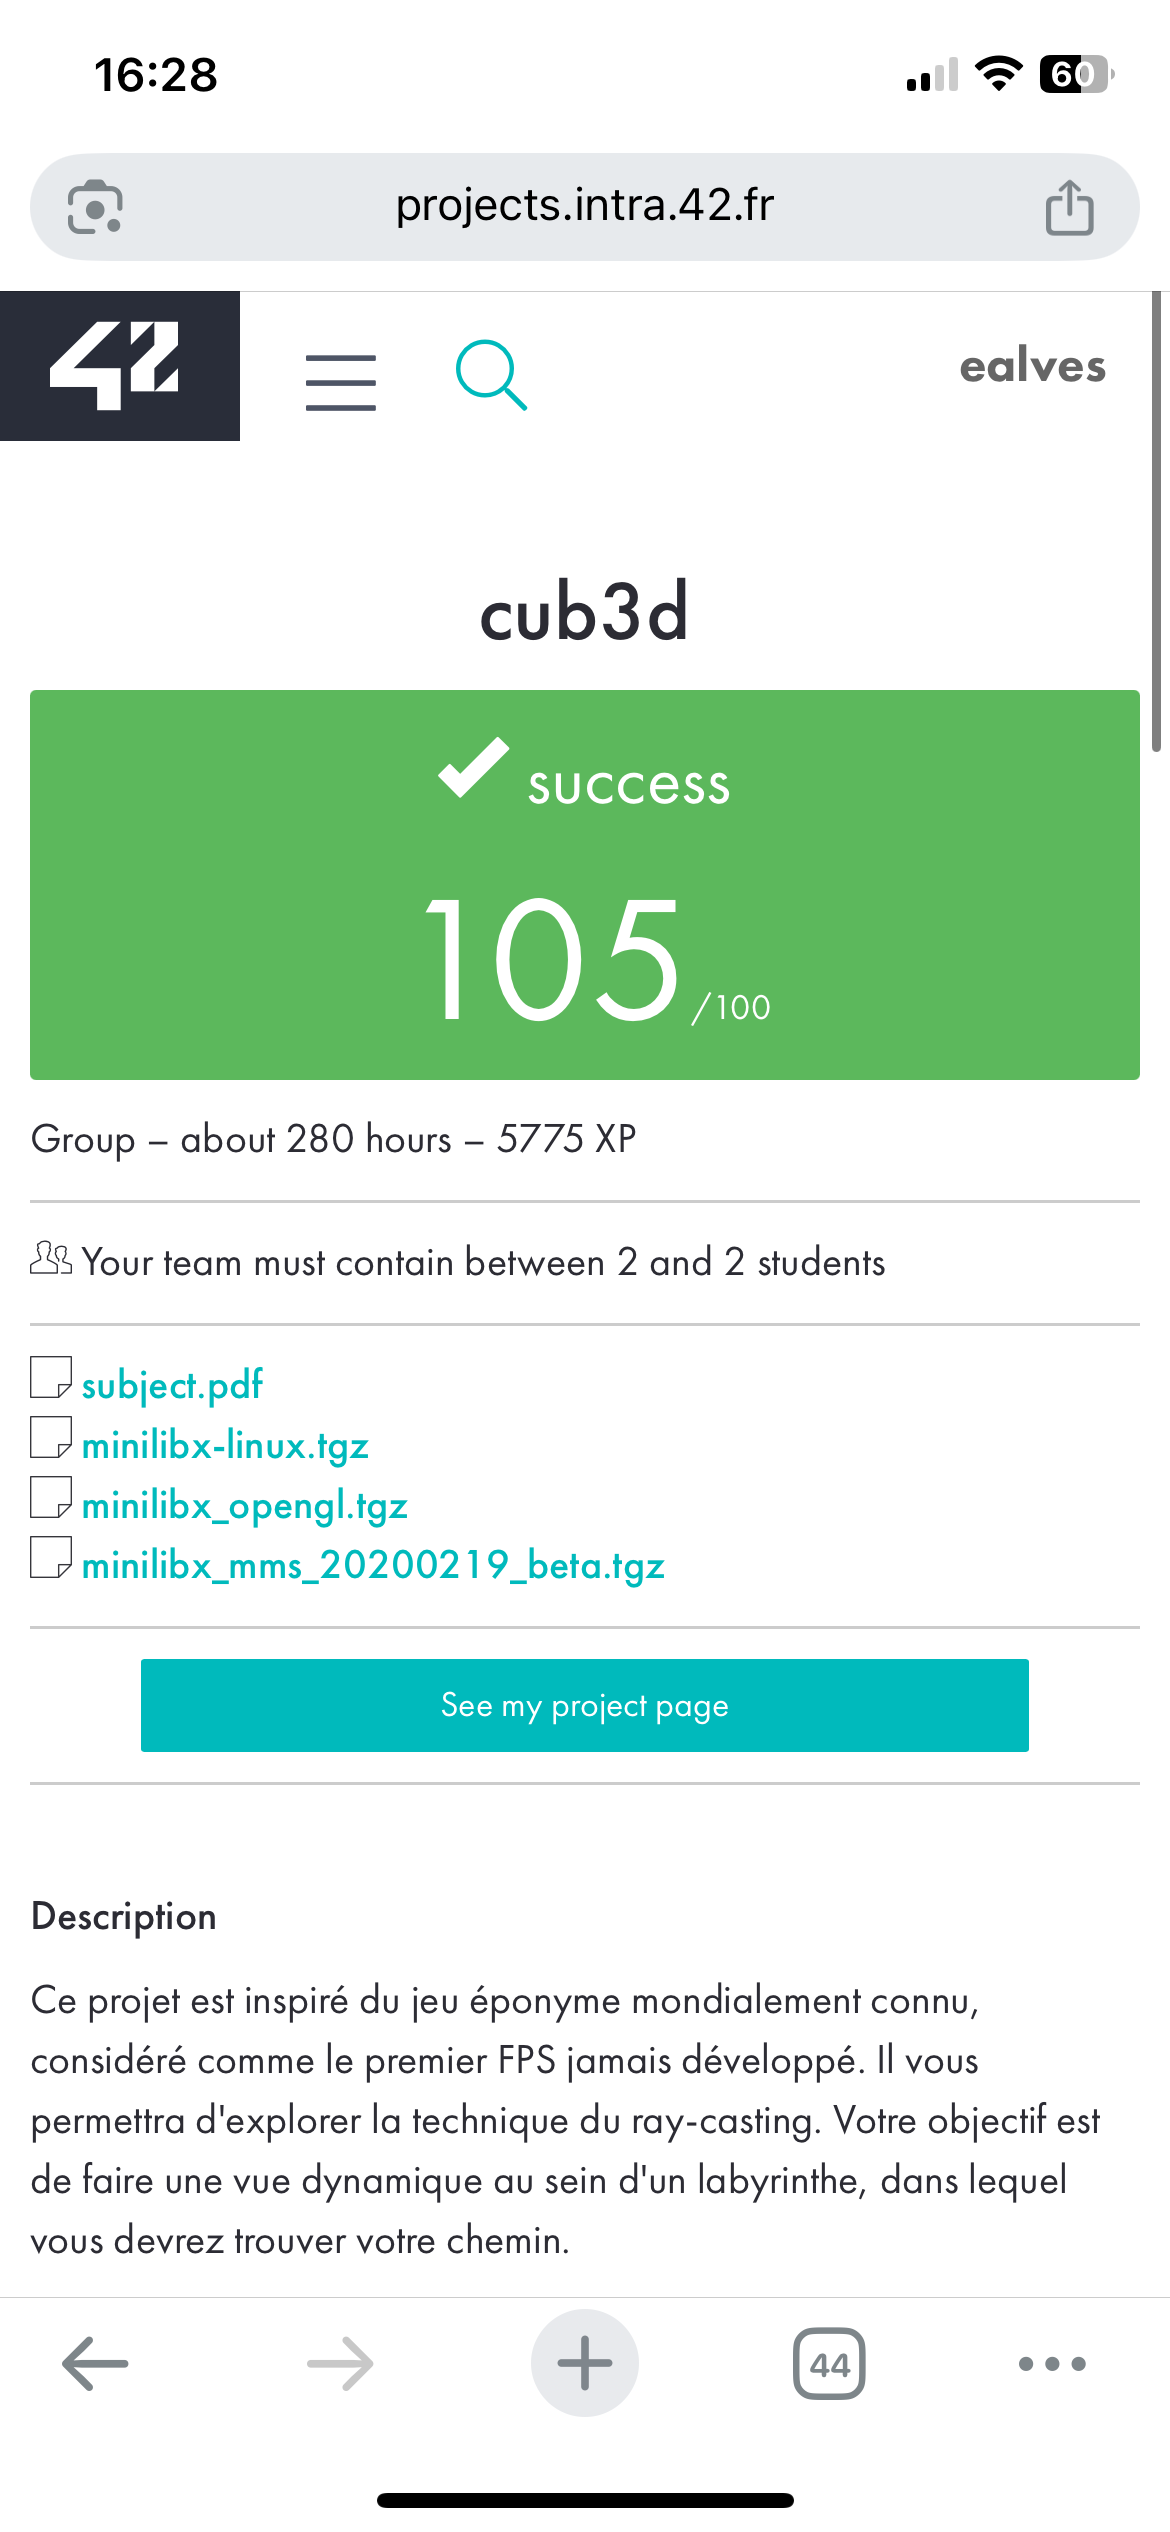 16:28
60
projects.intra.42.fr
42
ealves
cub3d
success
105 /100
Group – about 280 hours – 5775 XP
Your team must contain between 2 and 2 students
subject.pdf
minilibx-linux.tgz
minilibx_opengl.tgz
minilibx_mms_20200219_beta.tgz
See my project page
Description
Ce projet est inspiré du jeu éponyme mondialement connu,
considéré comme le premier FPS jamais développé. Il vous
permettra d'explorer la technique du ray-casting. Votre objectif est
de faire une vue dynamique au sein d'un labyrinthe, dans lequel
vous devrez trouver votre chemin.
44